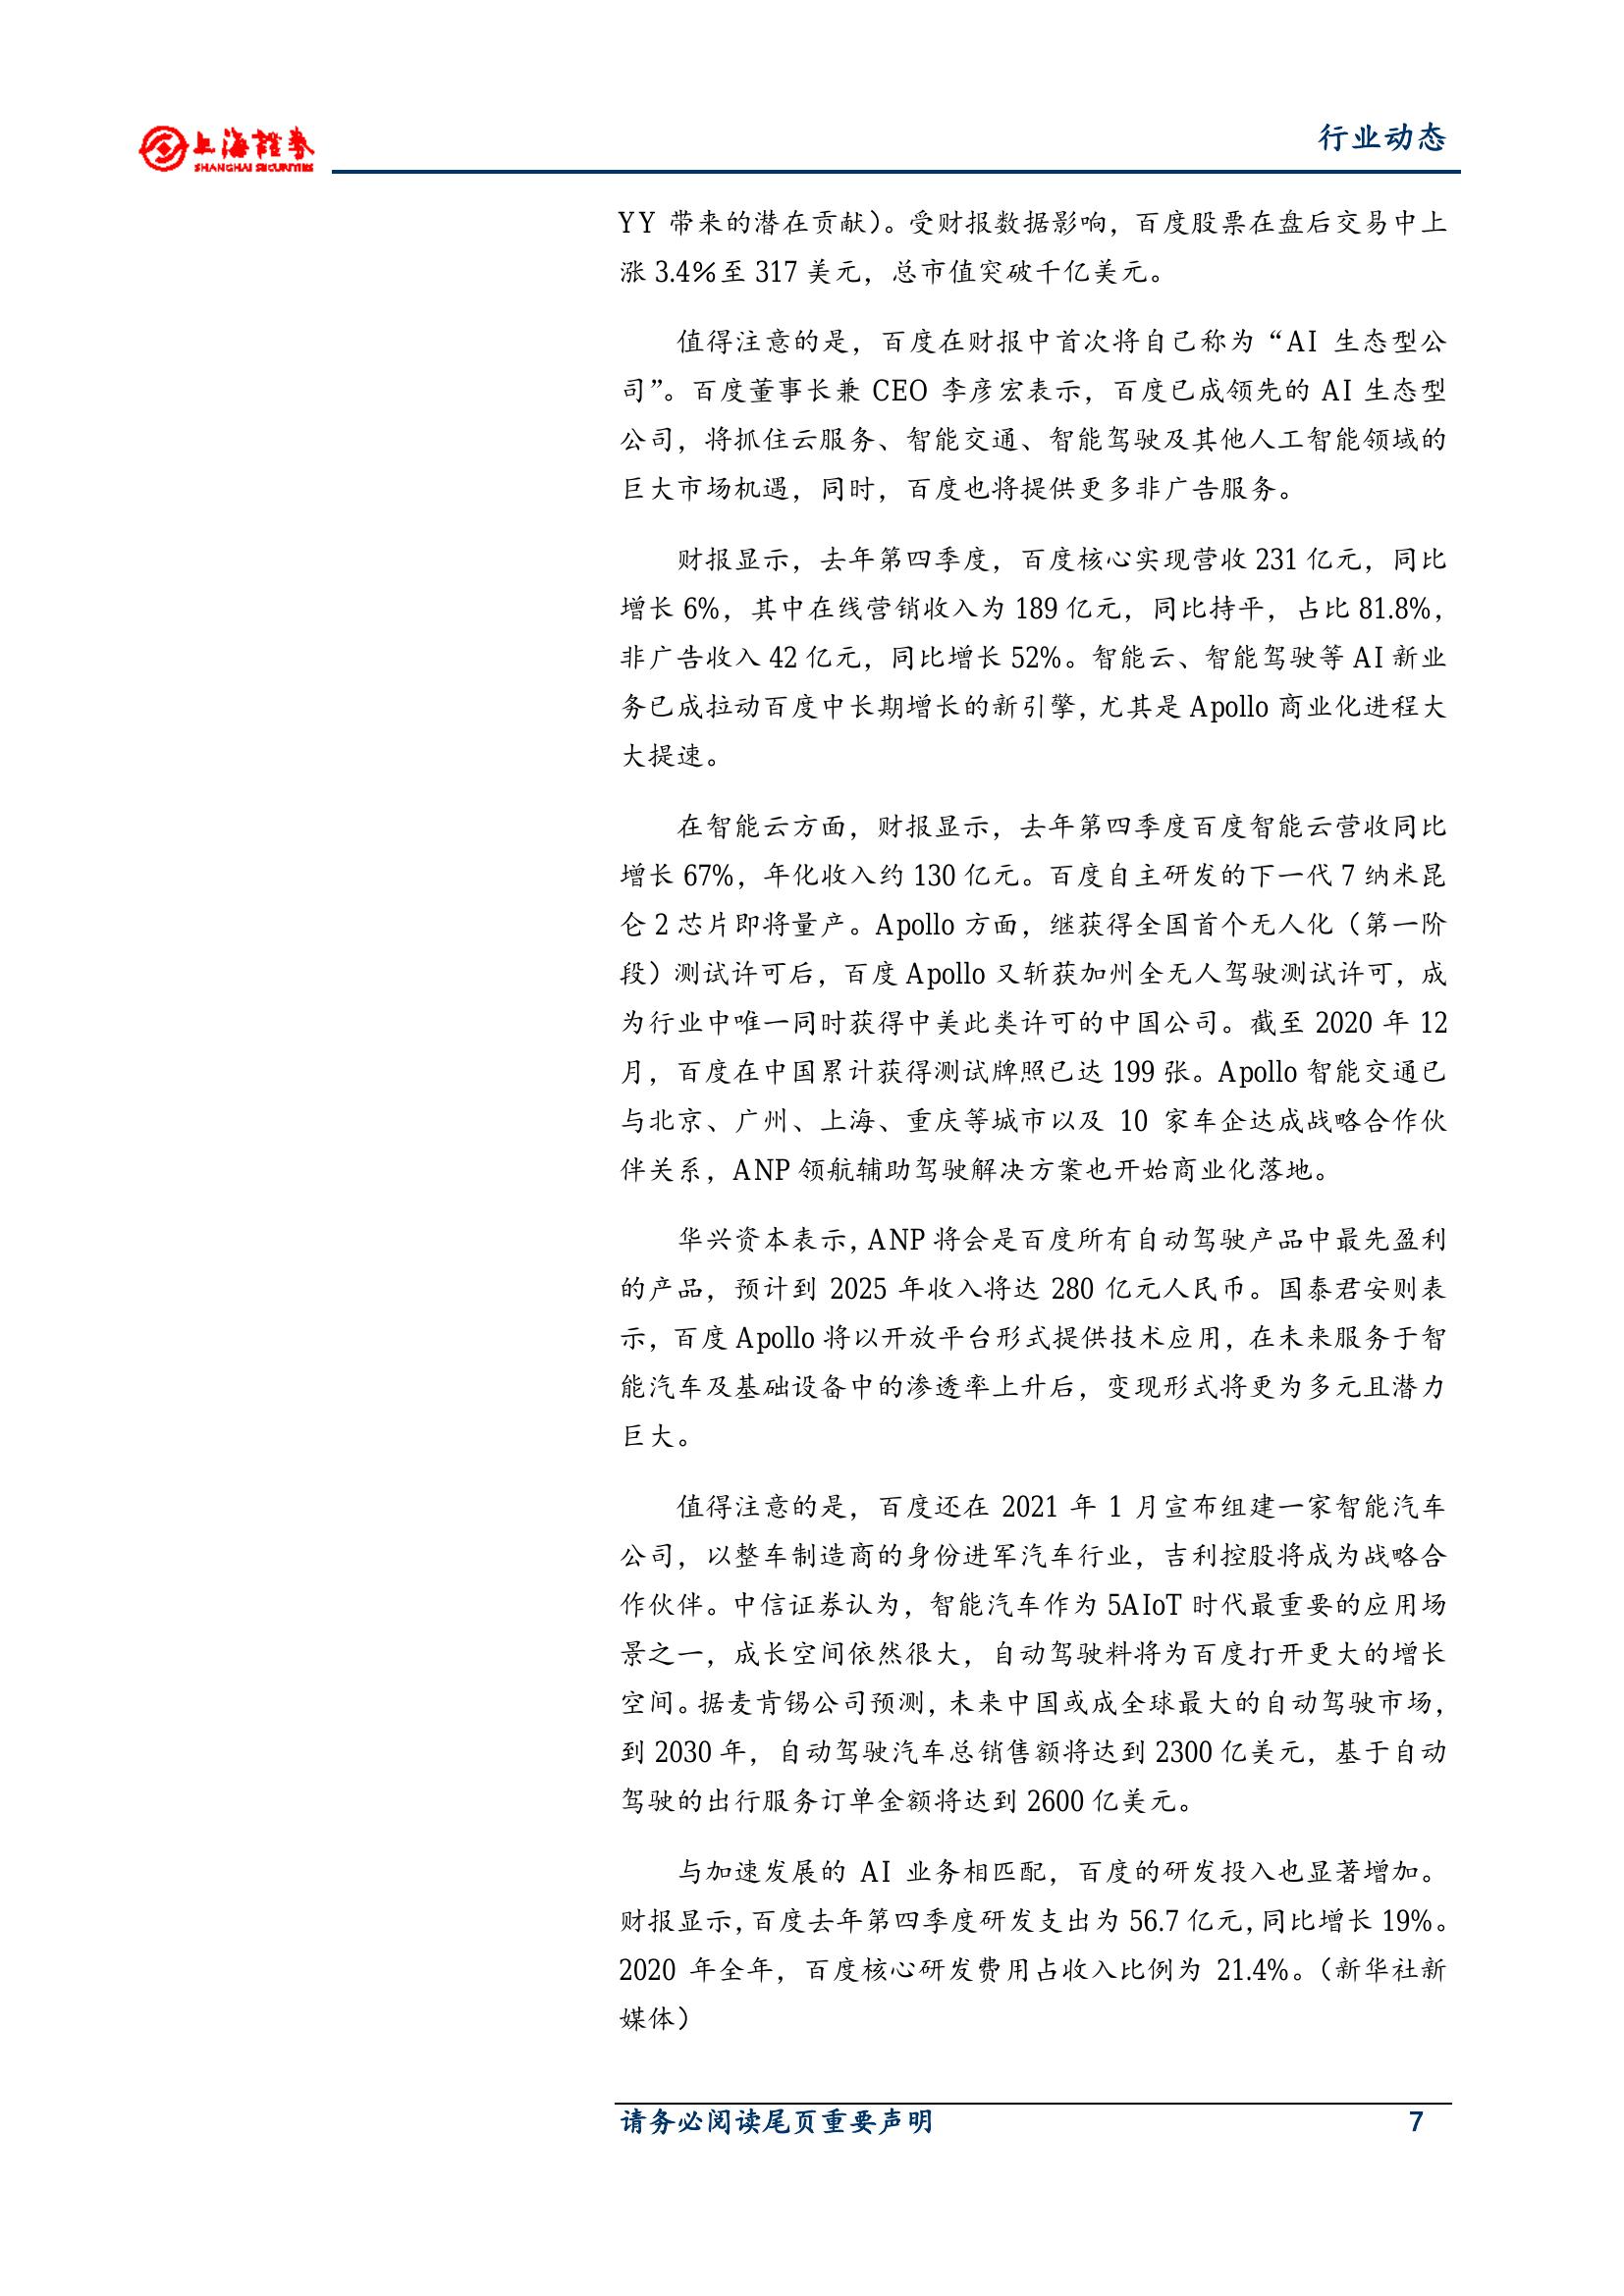 上海證券
SHANGHAI SECURITIES
行业动态
YY 带来的潜在贡献）。受财报数据影响，百度股票在盘后交易中上
涨 3.4%至 317 美元，总市值突破千亿美元。
值得注意的是，百度在财报中首次将自己称为“AI 生态型公
司”。百度董事长兼 CEO 李彦宏表示，百度已成领先的 AI 生态型
公司，将抓住云服务、智能交通、智能驾驶及其他人工智能领域的
巨大市场机遇，同时，百度也将提供更多非广告服务。
财报显示，去年第四季度，百度核心实现营收 231 亿元，同比
增长 6%，其中在线营销收入为 189 亿元，同比持平，占比 81.8%，
非广告收入 42 亿元，同比增长 52%。智能云、智能驾驶等 AI 新业
务已成拉动百度中长期增长的新引擎，尤其是 Apollo 商业化进程大
大提速。
在智能云方面，财报显示，去年第四季度百度智能云营收同比
增长 67%，年化收入约 130 亿元。百度自主研发的下一代 7 纳米昆
仑 2 芯片即将量产。Apollo 方面，继获得全国首个无人化（第一阶
段）测试许可后，百度 Apollo 又斩获加州全无人驾驶测试许可，成
为行业中唯一同时获得中美此类许可的中国公司。截至 2020 年 12
月，百度在中国累计获得测试牌照已达 199 张。Apollo 智能交通已
与北京、广州、上海、重庆等城市以及 10 家车企达成战略合作伙
伴关系，ANP 领航辅助驾驶解决方案也开始商业化落地。
华兴资本表示，ANP 将会是百度所有自动驾驶产品中最先盈利
的产品，预计到 2025 年收入将达 280 亿元人民币。国泰君安则表
示，百度 Apollo 将以开放平台形式提供技术应用，在未来服务于智
能汽车及基础设备中的渗透率上升后，变现形式将更为多元且潜力
巨大。
值得注意的是，百度还在 2021 年 1 月宣布组建一家智能汽车
公司，以整车制造商的身份进军汽车行业，吉利控股将成为战略合
作伙伴。中信证券认为，智能汽车作为 5AIoT 时代最重要的应用场
景之一，成长空间依然很大，自动驾驶料将为百度打开更大的增长
空间。据麦肯锡公司预测，未来中国或成全球最大的自动驾驶市场，
到 2030 年，自动驾驶汽车总销售额将达到 2300 亿美元，基于自动
驾驶的出行服务订单金额将达到 2600 亿美元。
与加速发展的 AI 业务相匹配，百度的研发投入也显著增加。
财报显示，百度去年第四季度研发支出为 56.7 亿元，同比增长 19%。
2020 年全年，百度核心研发费用占收入比例为 21.4%。（新华社新
媒体）
请务必阅读尾页重要声明 7